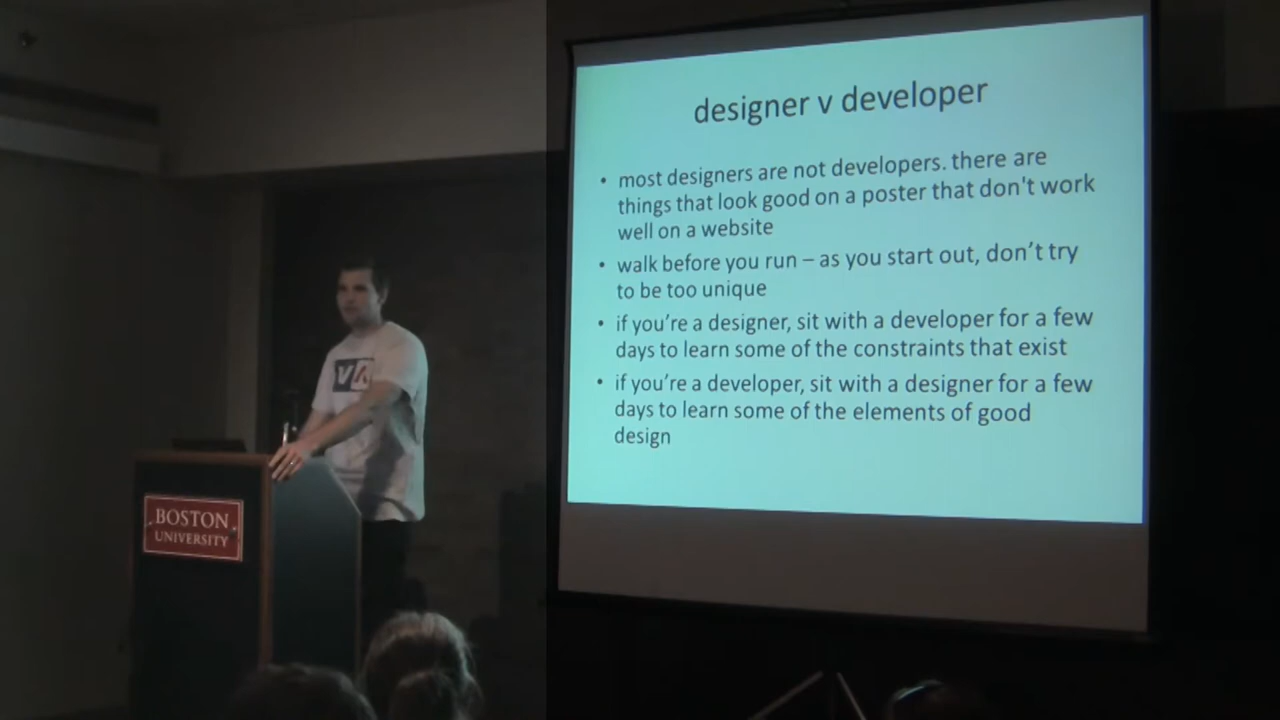 designer v developer
• most designers are not developers. there are
things that look good on a poster that don't work
well on a website
• walk before you run – as you start out, don't try
to be too unique
• if you're a designer, sit with a developer for a few
days to learn some of the constraints that exist
• if you're a developer, sit with a designer for a few
days to learn some of the elements of good
design
BOSTON
UNIVERSITY